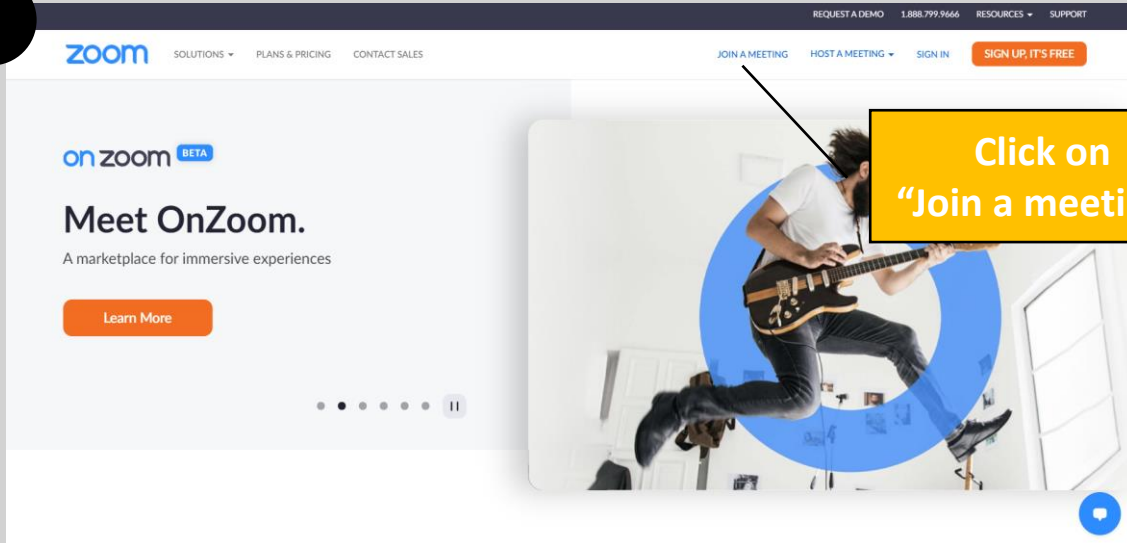 REQUEST A DEMO 1.888.799.9666 RESOURCES SUPPORT
zoom SOLUTIONS PLANS & PRICING CONTACT SALES JOIN A MEETING HOST A MEETING SIGN IN SIGN UP, IT'S FREE
Click on
“Join a meeti
on zoom BETA
Meet OnZoom.
A marketplace for immersive experiences
Learn More